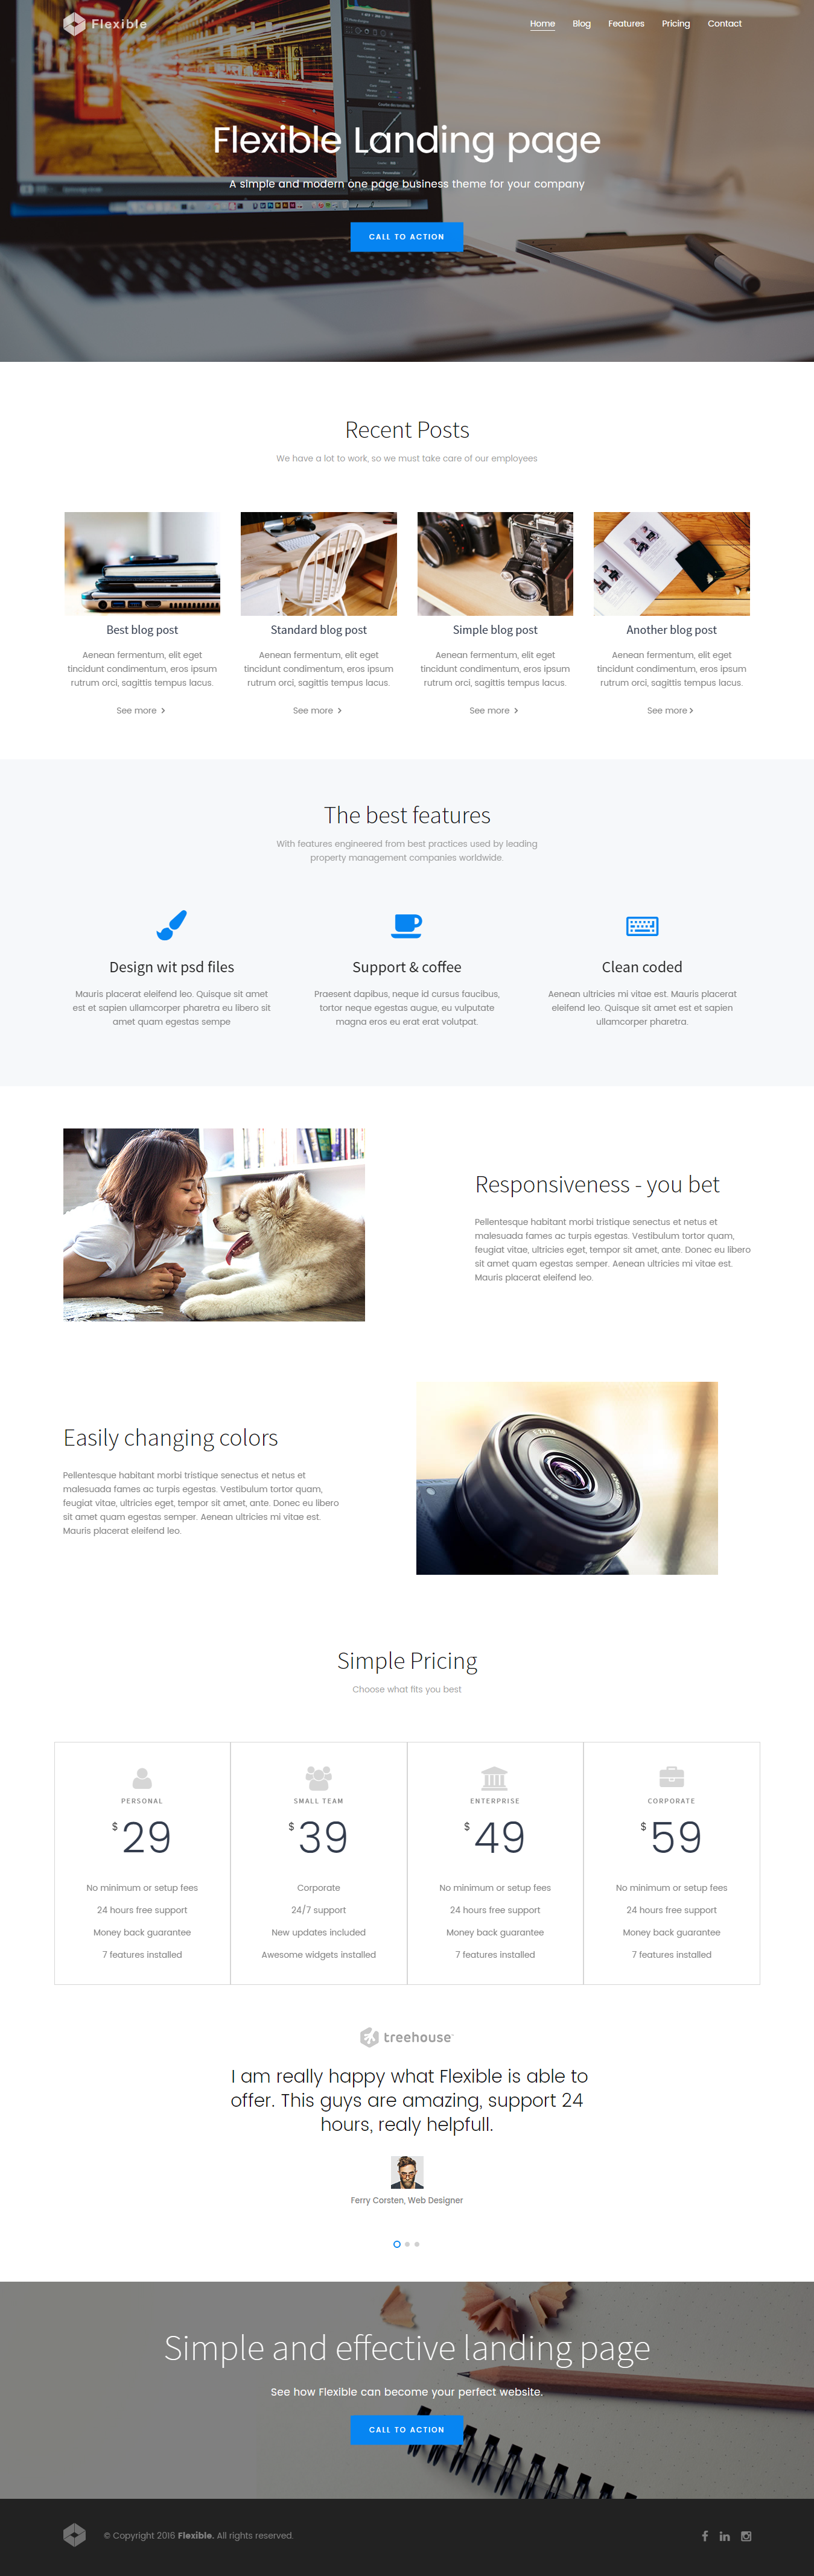 Flexible
Home Blog Features Pricing Contact
Flexible Landing page
A simple and modern one page business theme for your company
CALL TO ACTION
Recent Posts
We have a lot to work, so we must take care of our employees
Best blog post
Aenean fermentum, elit eget
tincidunt condimentum, eros ipsum
rutrum orci, sagittis tempus lacus.
See more
Standard blog post
Aenean fermentum, elit eget
tincidunt condimentum, eros ipsum
rutrum orci, sagittis tempus lacus.
See more
Simple blog post
Aenean fermentum, elit eget
tincidunt condimentum, eros ipsum
rutrum orci, sagittis tempus lacus.
See more
Another blog post
Aenean fermentum, elit eget
tincidunt condimentum, eros ipsum
rutrum orci, sagittis tempus lacus.
See more
The best features
With features engineered from best practices used by leading
property management companies worldwide.
Design wit psd files
Mauris placerat eleifend leo. Quisque sit amet
est et sapien ullamcorper pharetra eu libero sit
amet quam egestas sempe
Support & coffee
Praesent dapibus, neque id cursus faucibus,
tortor neque egestas augue, eu vulputate
magna eros eu erat erat volutpat.
Clean coded
Aenean ultricies mi vitae est. Mauris placerat
eleifend leo. Quisque sit amet est et sapien
ullamcorper pharetra.
Responsiveness - you bet
Pellentesque habitant morbi tristique senectus et netus et
malesuada fames ac turpis egestas. Vestibulum tortor quam,
feugiat vitae, ultricies eget, tempor sit amet, ante. Donec eu libero
sit amet quam egestas semper. Aenean ultricies mi vitae est.
Mauris placerat eleifend leo.
Easily changing colors
Pellentesque habitant morbi tristique senectus et netus et
malesuada fames ac turpis egestas. Vestibulum tortor quam,
feugiat vitae, ultricies eget, tempor sit amet, ante. Donec eu libero
sit amet quam egestas semper. Aenean ultricies mi vitae est.
Mauris placerat eleifend leo.
Simple Pricing
Choose what fits you best
PERSONAL
$29
No minimum or setup fees
24 hours free support
Money back guarantee
7 features installed
SMALL TEAM
$39
Corporate
24/7 support
New updates included
Awesome widgets installed
ENTERPRISE
$49
No minimum or setup fees
24 hours free support
Money back guarantee
7 features installed
CORPORATE
$59
No minimum or setup fees
24 hours free support
Money back guarantee
7 features installed
treehouse
I am really happy what Flexible is able to
offer. This guys are amazing, support 24
hours, realy helpfull.
Ferry Corsten, Web Designer
Simple and effective landing page
See how Flexible can become your perfect website.
CALL TO ACTION
© Copyright 2016 Flexible. All rights reserved.